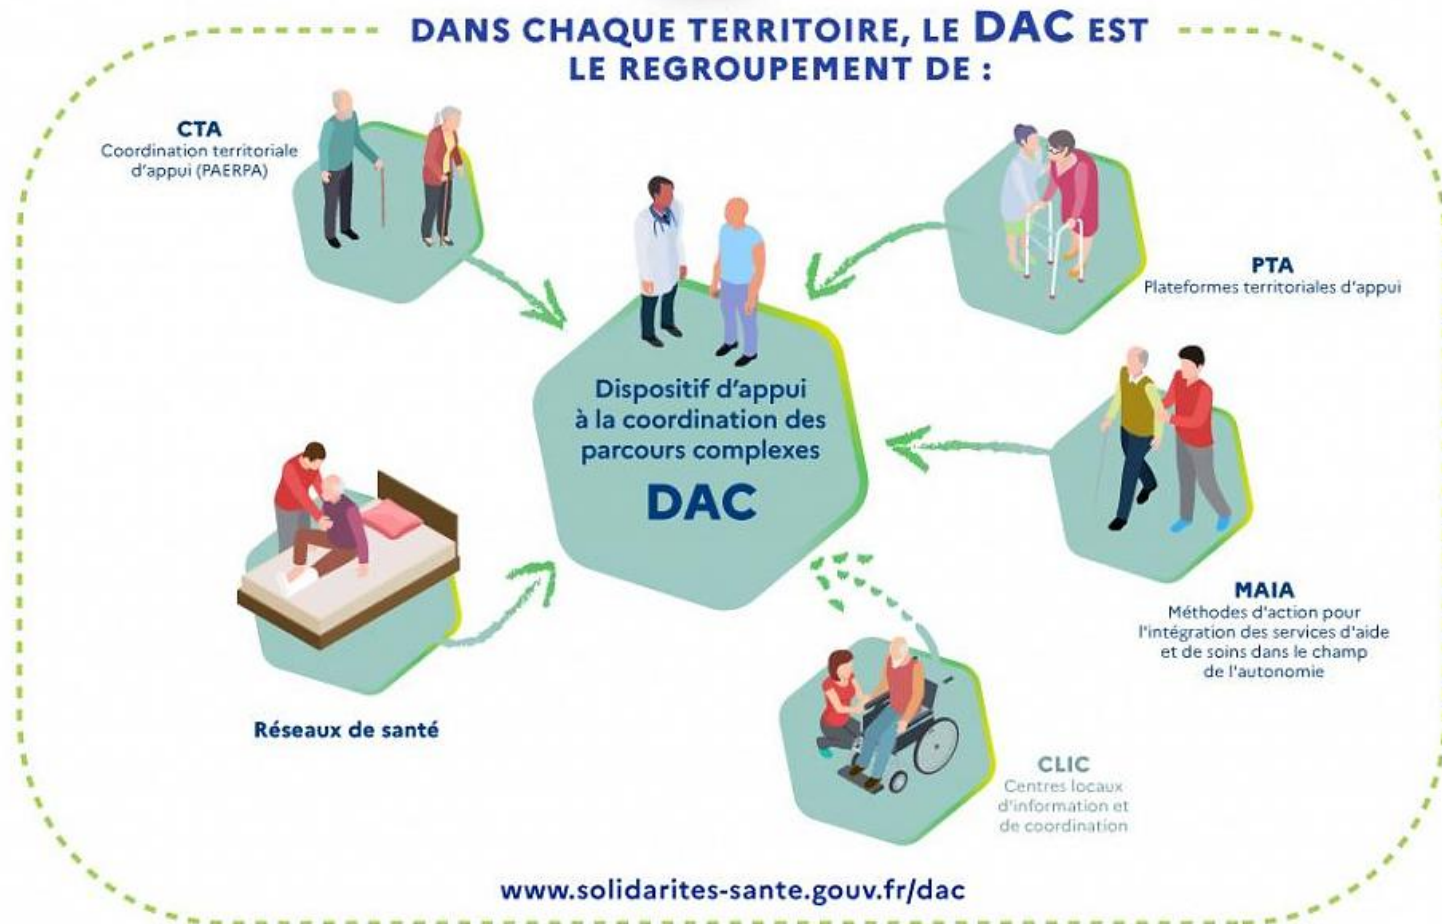 DANS CHAQUE TERRITOIRE, LE DAC EST
LE REGROUPEMENT DE :
CTA
Coordination territoriale
d'appui (PAERPA)
PTA
Plateformes territoriales d'appui
Dispositif d'appui
à la coordination des
parcours complexes
DAC
MAIA
Méthodes d'action pour
l'intégration des services d'aide
et de soins dans le champ
de l'autonomie
Réseaux de santé
CLIC
Centres locaux
d'information et
de coordination
www.solidarites-sante.gouv.fr/dac